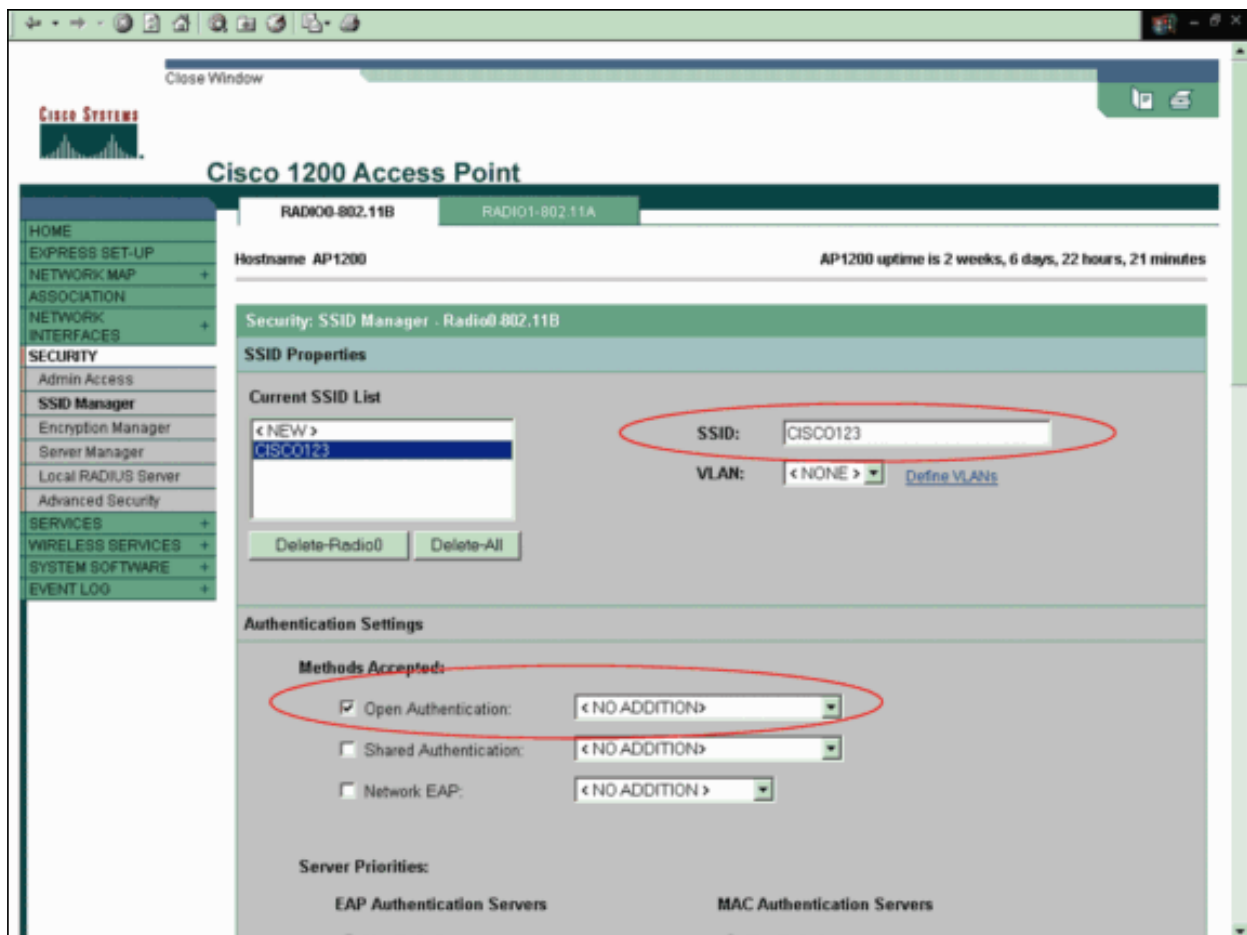 Close Window
CISCO SYSTEMS
Cisco 1200 Access Point
RADIO0-802.11B
RADIO1-802.11A
HOME
EXPRESS SET-UP
NETWORK MAP +
ASSOCIATION
NETWORK
INTERFACES +
SECURITY
Admin Access
SSID Manager
Encryption Manager
Server Manager
Local RADIUS Server
Advanced Security
SERVICES +
WIRELESS SERVICES +
SYSTEM SOFTWARE +
EVENT LOG +
Hostname AP1200
AP1200 uptime is 2 weeks, 6 days, 22 hours, 21 minutes
Security: SSID Manager - Radio0-802.11B
SSID Properties
Current SSID List
< NEW >
CISCO123
Delete-Radio0
Delete-All
SSID: CISCO123
VLAN: < NONE > Define VLANs
Authentication Settings
Methods Accepted:
Open Authentication: < NO ADDITION>
Shared Authentication: < NO ADDITION>
Network EAP: < NO ADDITION >
Server Priorities:
EAP Authentication Servers
MAC Authentication Servers